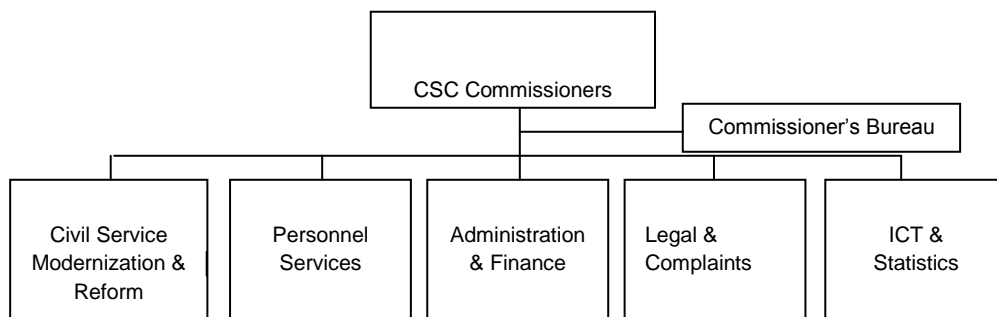 CSC Commissioners
Commissioner’s Bureau
Civil Service
Modernization &
Reform
Personnel
Services
Administration
& Finance
Legal &
Complaints
ICT &
Statistics